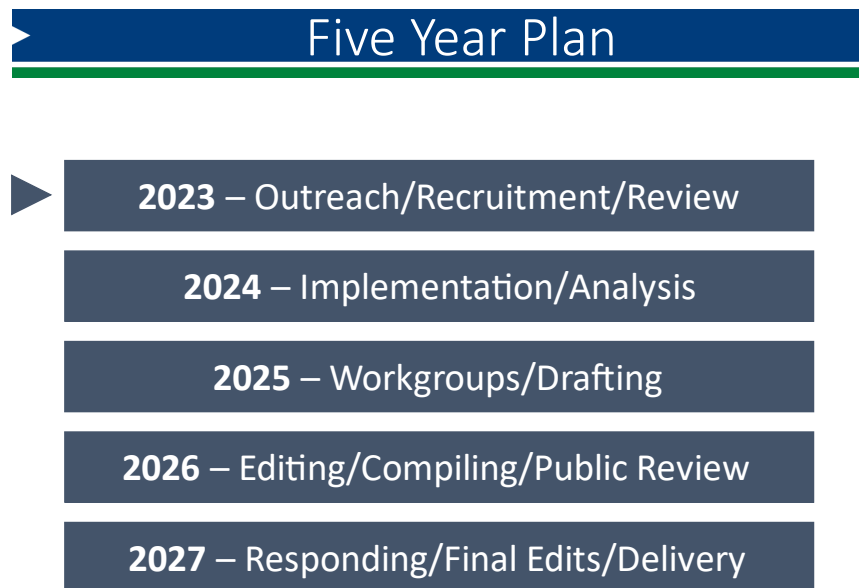 Five Year Plan
2023 – Outreach/Recruitment/Review
2024 – Implementation/Analysis
2025 – Workgroups/Drafting
2026 – Editing/Compiling/Public Review
2027 – Responding/Final Edits/Delivery